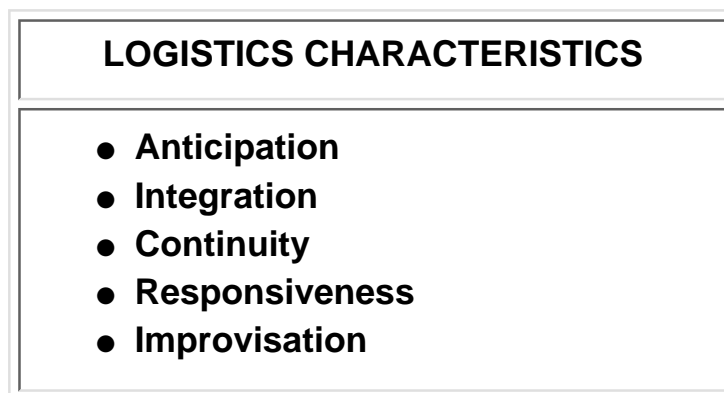 LOGISTICS CHARACTERISTICS
● Anticipation
● Integration
● Continuity
● Responsiveness
● Improvisation